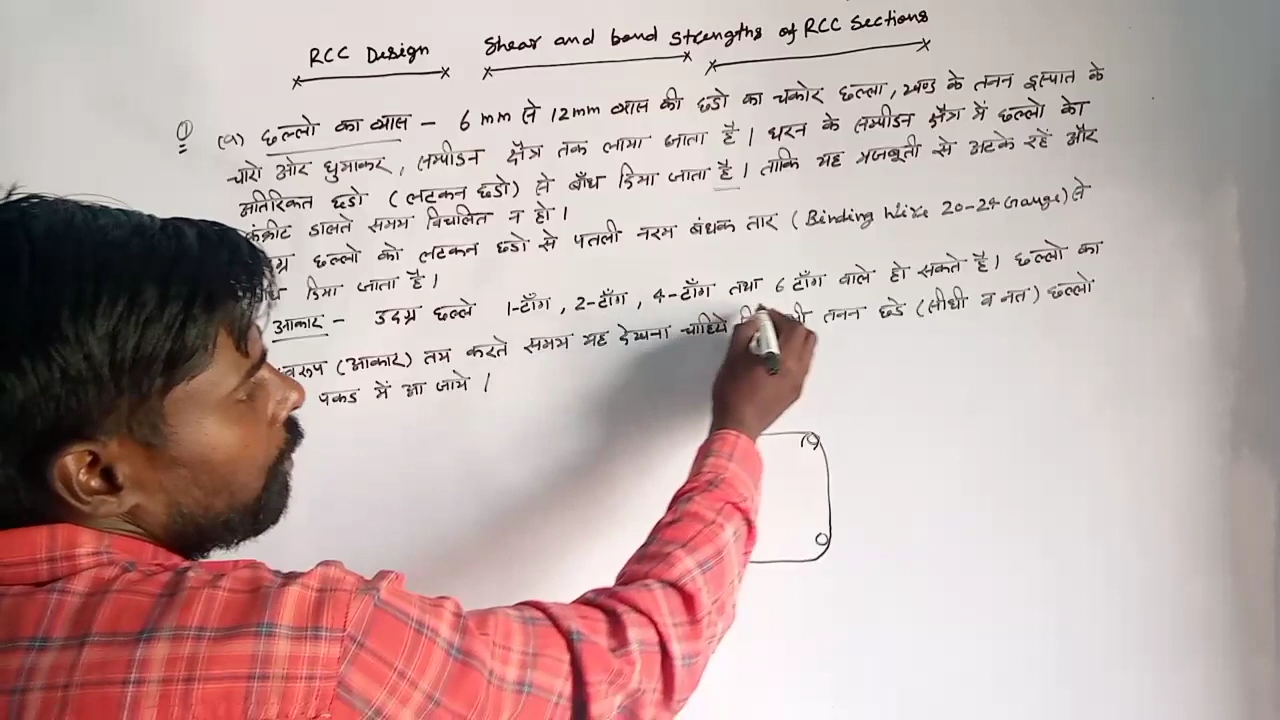 RCC Design Shear and bond strengths of RCC Sections
① (a) छल्लो का व्यास - 6 mm से 12mm व्यास की छडो का चकोर छल्ला, खण्ड के तनन इस्पात के
चारो ओर घुमाकर, सम्पीडन क्षैत्र तक लाया जाता है। धरन के सम्पीडन क्षैत्र में छल्लो को
अतिरिकत छडो (लटकन छडो) से बाँध दिया जाता है। ताकि यह मजबूती से अटके रहें और
कंक्रीट डालते समय विचलित न हो।
छल्लो को लटकन छडो से पतली नरम बंधक तार (Binding Wire 20-24 Gauge) से
दिया जाता है।
आकार - उदग्र छल्ले 1-टाँग, 2-टाँग, 4-टाँग तथा 6 टाँग वाले हो सकते है। छल्लो का
(आकार) तय करते समय यह देखना चाहिये तनन छडे (सीधी व नत) छल्लो
पकड में आ जाये।